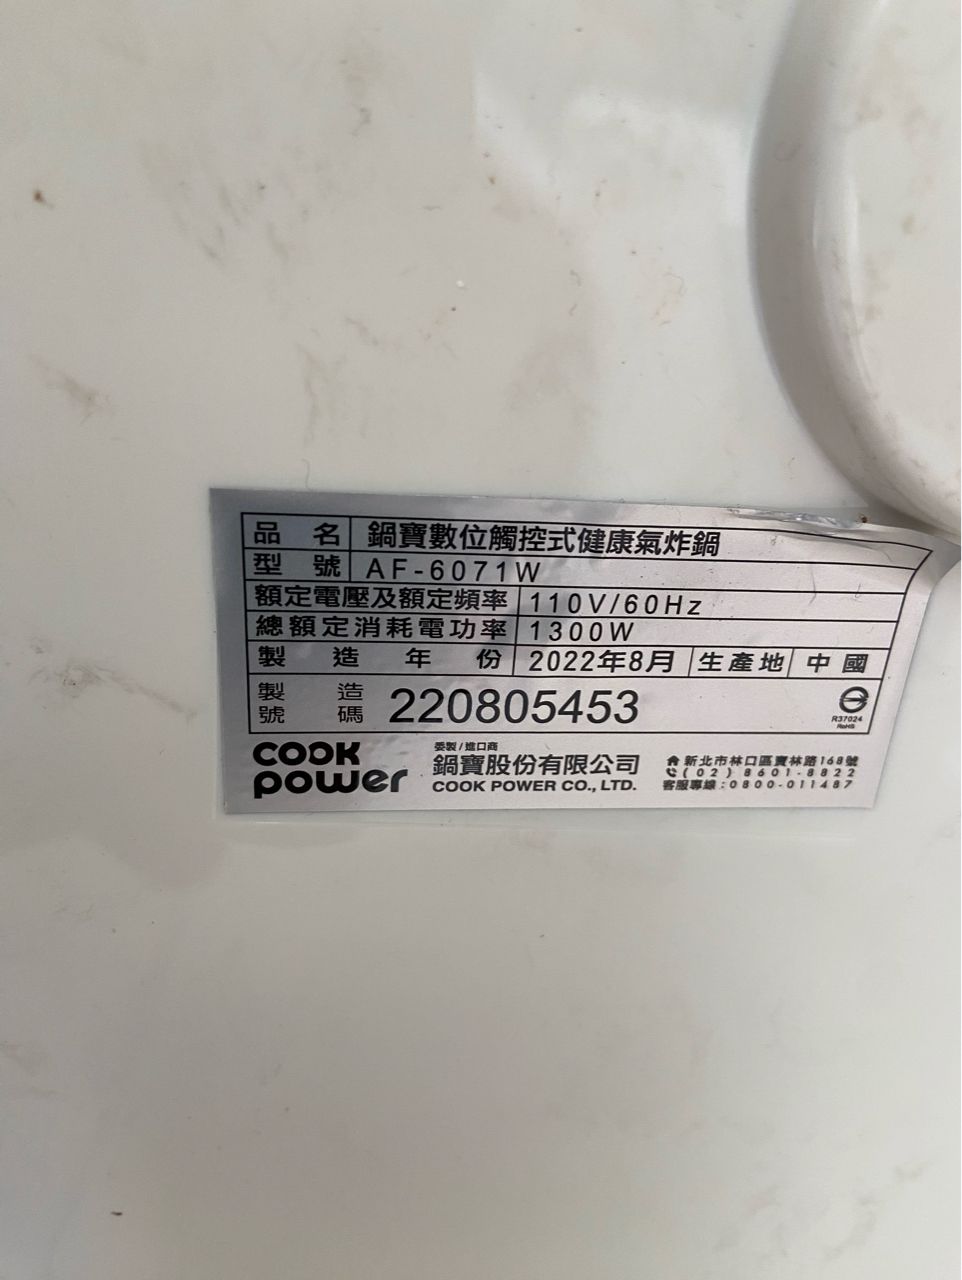 品名 鍋寶數位觸控式健康氣炸鍋
型號 AF-6071W
額定電壓及額定頻率 110V/60Hz
總額定消耗電功率 1300W
製造年份 2022年8月 生產地 中國
製造號碼 220805453
R37024
RoHS
COOK power
委製/進口商
鍋寶股份有限公司
COOK POWER CO., LTD.
新北市林口區寶林路168號
(02)8601-8822
客服專線:0800-011487